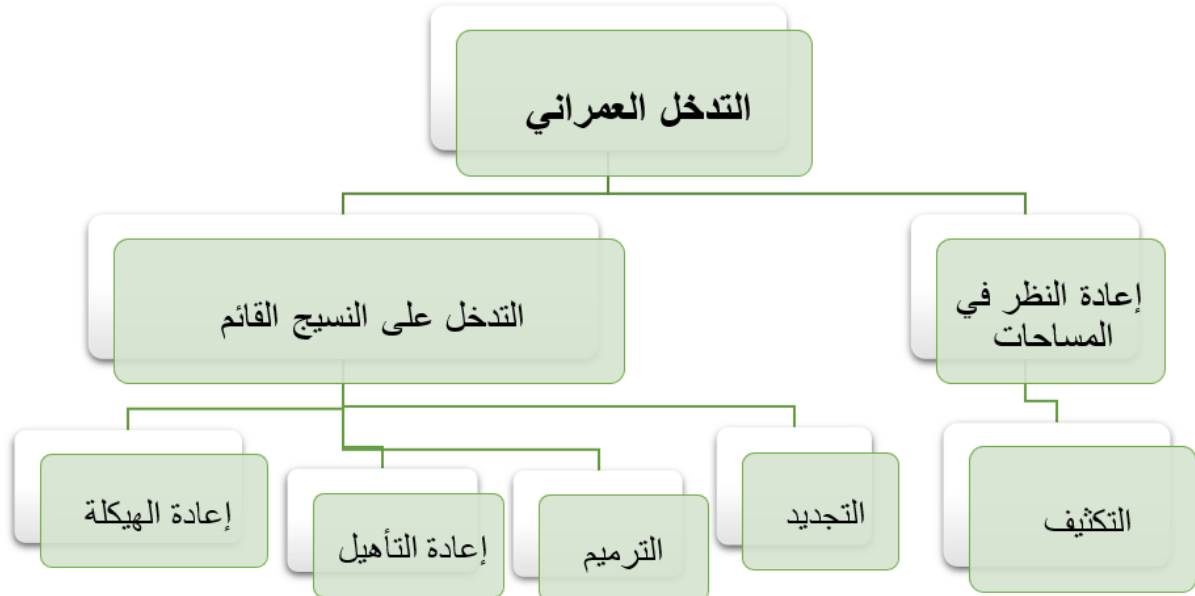 التدخل العمراني
إعادة النظر في
المساحات
التدخل على النسيج القائم
التكثيف
التجديد
الترميم
إعادة التأهيل
إعادة الهيكلة